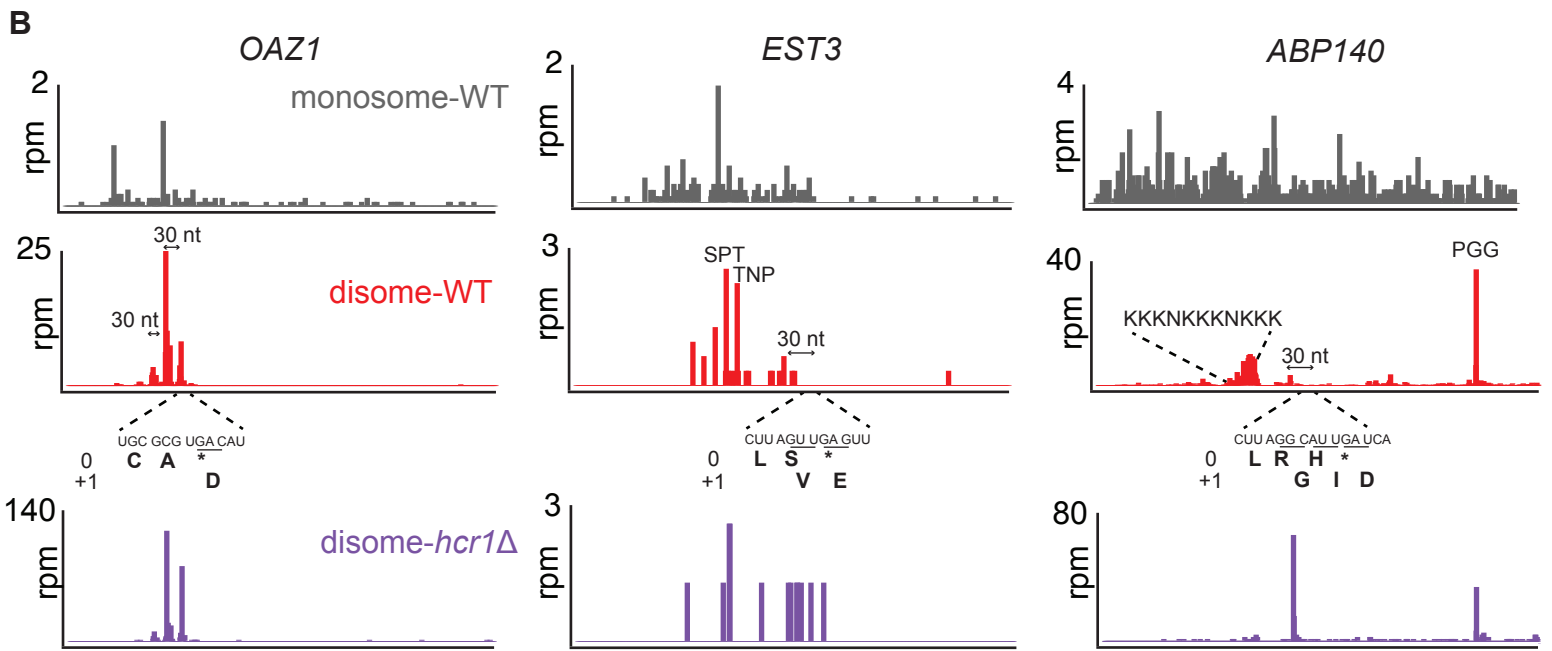 B
OAZ1 EST3 ABP140
2 rpm monosome-WT
2 rpm
4 rpm
25 rpm 30 nt 30 nt disome-WT
3 rpm SPT TNP 30 nt
40 rpm KKKNKKKNKKK 30 nt PGG
UGC GCG UGA CAU
0 C A *
+1 D
CUU AGU UGA GUU
0 L S *
+1 V E
CUU AGG CAU UGA UCA
0 L R H *
+1 G I D
140 rpm disome-hcr1Δ
3 rpm
80 rpm